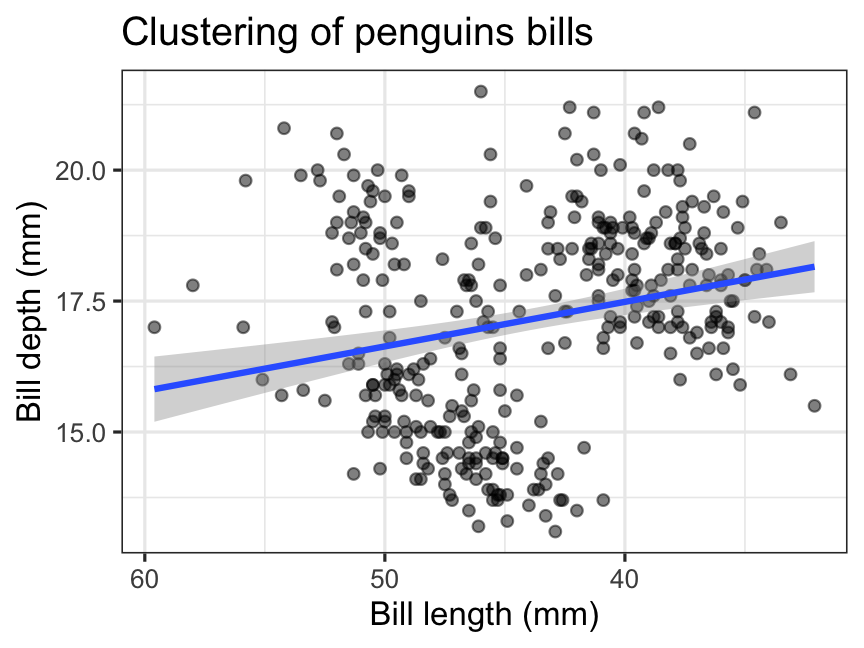 Clustering of penguins bills
20.0
17.5
15.0
Bill depth (mm)
60
50
40
Bill length (mm)